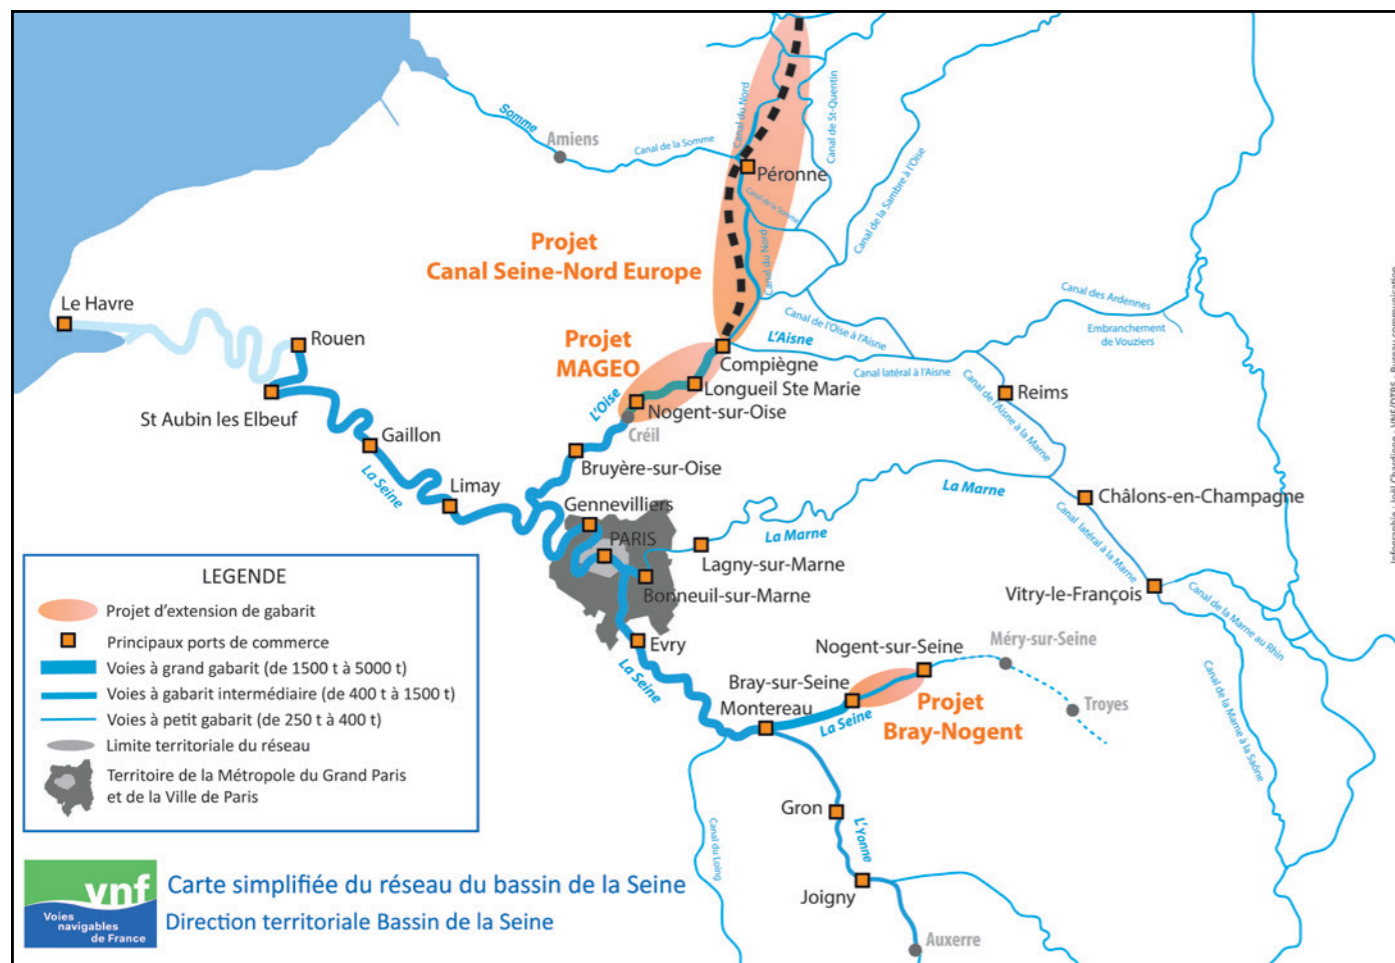 Somme
Amiens
Canal de la Somme
Canal du Nord
Canal de St-Quentin
Péronne
Canal de la Somme
Canal de la Sambre à l'Oise
Canal du Nord
Projet
Canal Seine-Nord Europe
Le Havre
Rouen
Projet
MAGEO
Canal de l'Oise à l'Aisne
L'Aisne
Canal des Ardennes
Embranchement
de Vouziers
Compiègne
Canal latéral à l'Aisne
Longueil Ste Marie
L'Oise
Nogent-sur-Oise
Créil
Reims
Canal de l'Aisne à la Marne
St Aubin les Elbeuf
Gaillon
La Seine
Limay
Bruyère-sur-Oise
Gennevilliers
PARIS
La Marne
La Marne
Lagny-sur-Marne
Bonneuil-sur-Marne
Châlons-en-Champagne
Canal latéral à la Marne
Vitry-le-François
Canal de la Marne au Rhin
Canal de la Marne à la Saône
Evry
La Seine
Nogent-sur-Seine
Méry-sur-Seine
Bray-sur-Seine
Montereau
La Seine
Projet
Bray-Nogent
Troyes
Gron
L'Yonne
Canal du Loing
Joigny
Auxerre
LEGENDE
Projet d'extension de gabarit
Principaux ports de commerce
Voies à grand gabarit (de 1500 t à 5000 t)
Voies à gabarit intermédiaire (de 400 t à 1500 t)
Voies à petit gabarit (de 250 t à 400 t)
Limite territoriale du réseau
Territoire de la Métropole du Grand Paris
et de la Ville de Paris
vnf
Voies
navigables
de France
Carte simplifiée du réseau du bassin de la Seine
Direction territoriale Bassin de la Seine